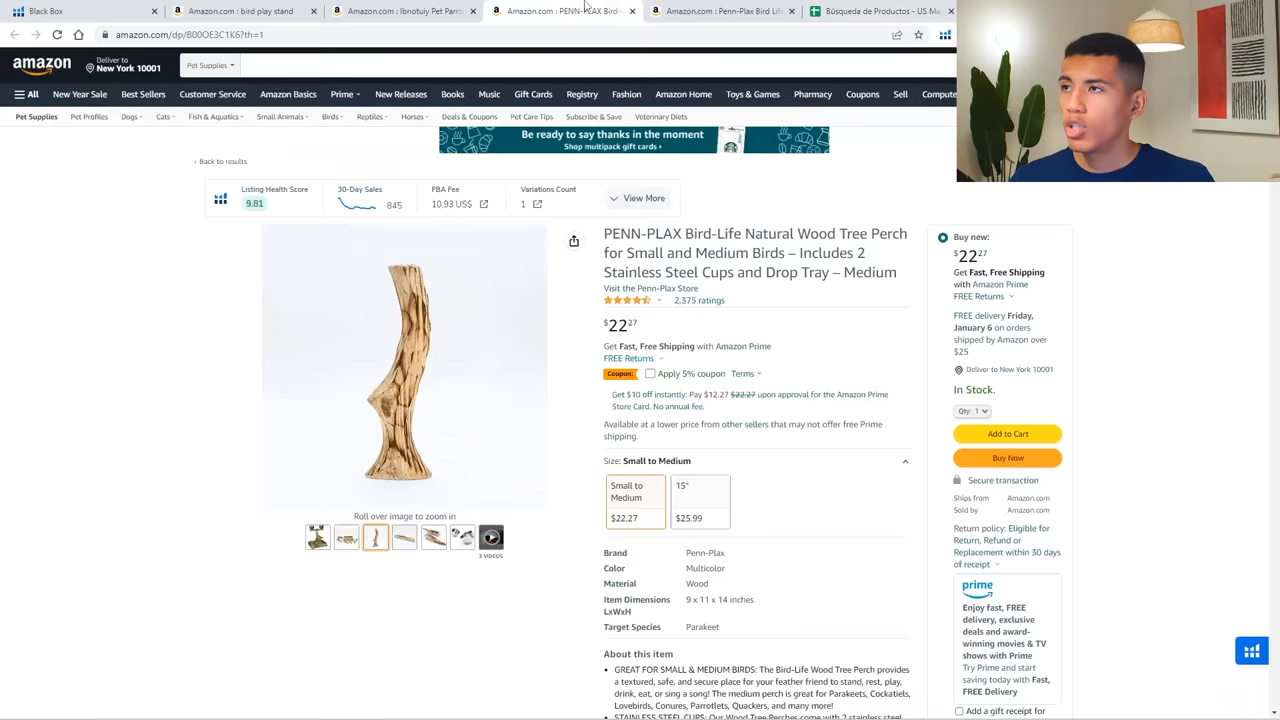 Black Box
Amazon.com : bird play stand
Amazon.com : Ibnotuiy Pet Parro
Amazon.com : PENN-PLAX Bird-
Amazon.com : Penn-Plax Bird Life
Búsqueda de Productos - US Ma
amazon.com/dp/B00OE3C1K6?th=1
amazon
Deliver to
New York 10001
Pet Supplies
All
New Year Sale
Best Sellers
Customer Service
Amazon Basics
Prime
New Releases
Books
Music
Gift Cards
Registry
Fashion
Amazon Home
Toys & Games
Pharmacy
Coupons
Sell
Compute
Pet Supplies
Pet Profiles
Dogs
Cats
Fish & Aquatics
Small Animals
Birds
Reptiles
Horses
Deals & Coupons
Pet Care Tips
Subscribe & Save
Veterinary Diets
Be ready to say thanks in the moment
Shop multipack gift cards ›
‹ Back to results
Listing Health Score
9.81
30-Day Sales
845
FBA Fee
10,93 US$
Variations Count
1
View More
PENN-PLAX Bird-Life Natural Wood Tree Perch
for Small and Medium Birds – Includes 2
Stainless Steel Cups and Drop Tray – Medium
Visit the Penn-Plax Store
2,375 ratings
$22 27
Get Fast, Free Shipping with Amazon Prime
FREE Returns
Coupon:
Apply 5% coupon
Terms
Get $10 off instantly: Pay $12.27 $22.27 upon approval for the Amazon Prime
Store Card. No annual fee.
Available at a lower price from other sellers that may not offer free Prime
shipping.
Size: Small to Medium
Small to
Medium
$22.27
15"
$25.99
Roll over image to zoom in
3 VIDEOS
Brand
Penn-Plax
Color
Multicolor
Material
Wood
Item Dimensions
LxWxH
9 x 11 x 14 inches
Target Species
Parakeet
About this item
GREAT FOR SMALL & MEDIUM BIRDS: The Bird-Life Wood Tree Perch provides
a textured, safe, and secure place for your feather friend to stand, rest, play,
drink, eat, or sing a song! The medium perch is great for Parakeets, Cockatiels,
Lovebirds, Conures, Parrotlets, Quackers, and many more!
STAINLESS STEEL CUPS: Our Wood Tree Perches come with 2 stainless steel
Buy new:
$22 27
Get Fast, Free Shipping
with Amazon Prime
FREE Returns
FREE delivery Friday,
January 6 on orders
shipped by Amazon over
$25
Deliver to New York 10001
In Stock.
Qty: 1
Add to Cart
Buy Now
Secure transaction
Ships from
Amazon.com
Sold by
Amazon.com
Return policy: Eligible for
Return, Refund or
Replacement within 30 days
of receipt
prime
Enjoy fast, FREE
delivery, exclusive
deals and award-
winning movies & TV
shows with Prime
Try Prime and start
saving today with Fast,
FREE Delivery
Add a gift receipt for